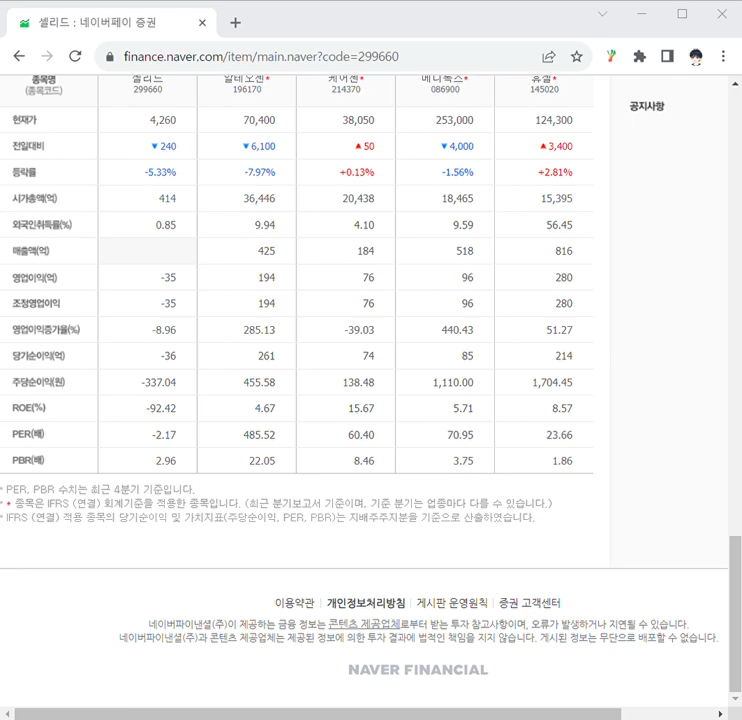 셀리드 : 네이버페이 증권
finance.naver.com/item/main.naver?code=299660
종목명 셀리드 알테오젠* 케어젠* 메디톡스* 휴젤*
(종목코드) 299660 196170 214370 086900 145020
공지사항
현재가 4,260 70,400 38,050 253,000 124,300
전일대비 ▼240 ▼6,100 ▲50 ▼4,000 ▲3,400
등락률 -5.33% -7.97% +0.13% -1.56% +2.81%
시가총액(억) 414 36,446 20,438 18,465 15,395
외국인취득률(%) 0.85 9.94 4.10 9.59 56.45
매출액(억) 425 184 518 816
영업이익(억) -35 194 76 96 280
조정영업이익 -35 194 76 96 280
영업이익증가율(%) -8.96 285.13 -39.03 440.43 51.27
당기순이익(억) -36 261 74 85 214
주당순이익(원) -337.04 455.58 138.48 1,110.00 1,704.45
ROE(%) -92.42 4.67 15.67 5.71 8.57
PER(배) -2.17 485.52 60.40 70.95 23.66
PBR(배) 2.96 22.05 8.46 3.75 1.86
* PER, PBR 수치는 최근 4분기 기준입니다.
* * 종목은 IFRS (연결) 회계기준을 적용한 종목입니다. (최근 분기보고서 기준이며, 기준 분기는 업종마다 다를 수 있습니다.)
* IFRS (연결) 적용 종목의 당기순이익 및 가치지표(주당순이익, PER, PBR)는 지배주주지분을 기준으로 산출하였습니다.
이용약관 | 개인정보처리방침 | 게시판 운영원칙 | 증권 고객센터
네이버파이낸셜(주)이 제공하는 금융 정보는 콘텐츠 제공업체로부터 받는 투자 참고사항이며, 오류가 발생하거나 지연될 수 있습니다.
네이버파이낸셜(주)과 콘텐츠 제공업체는 제공된 정보에 의한 투자 결과에 법적인 책임을 지지 않습니다. 게시된 정보는 무단으로 배포할 수 없습니다.
NAVER FINANCIAL